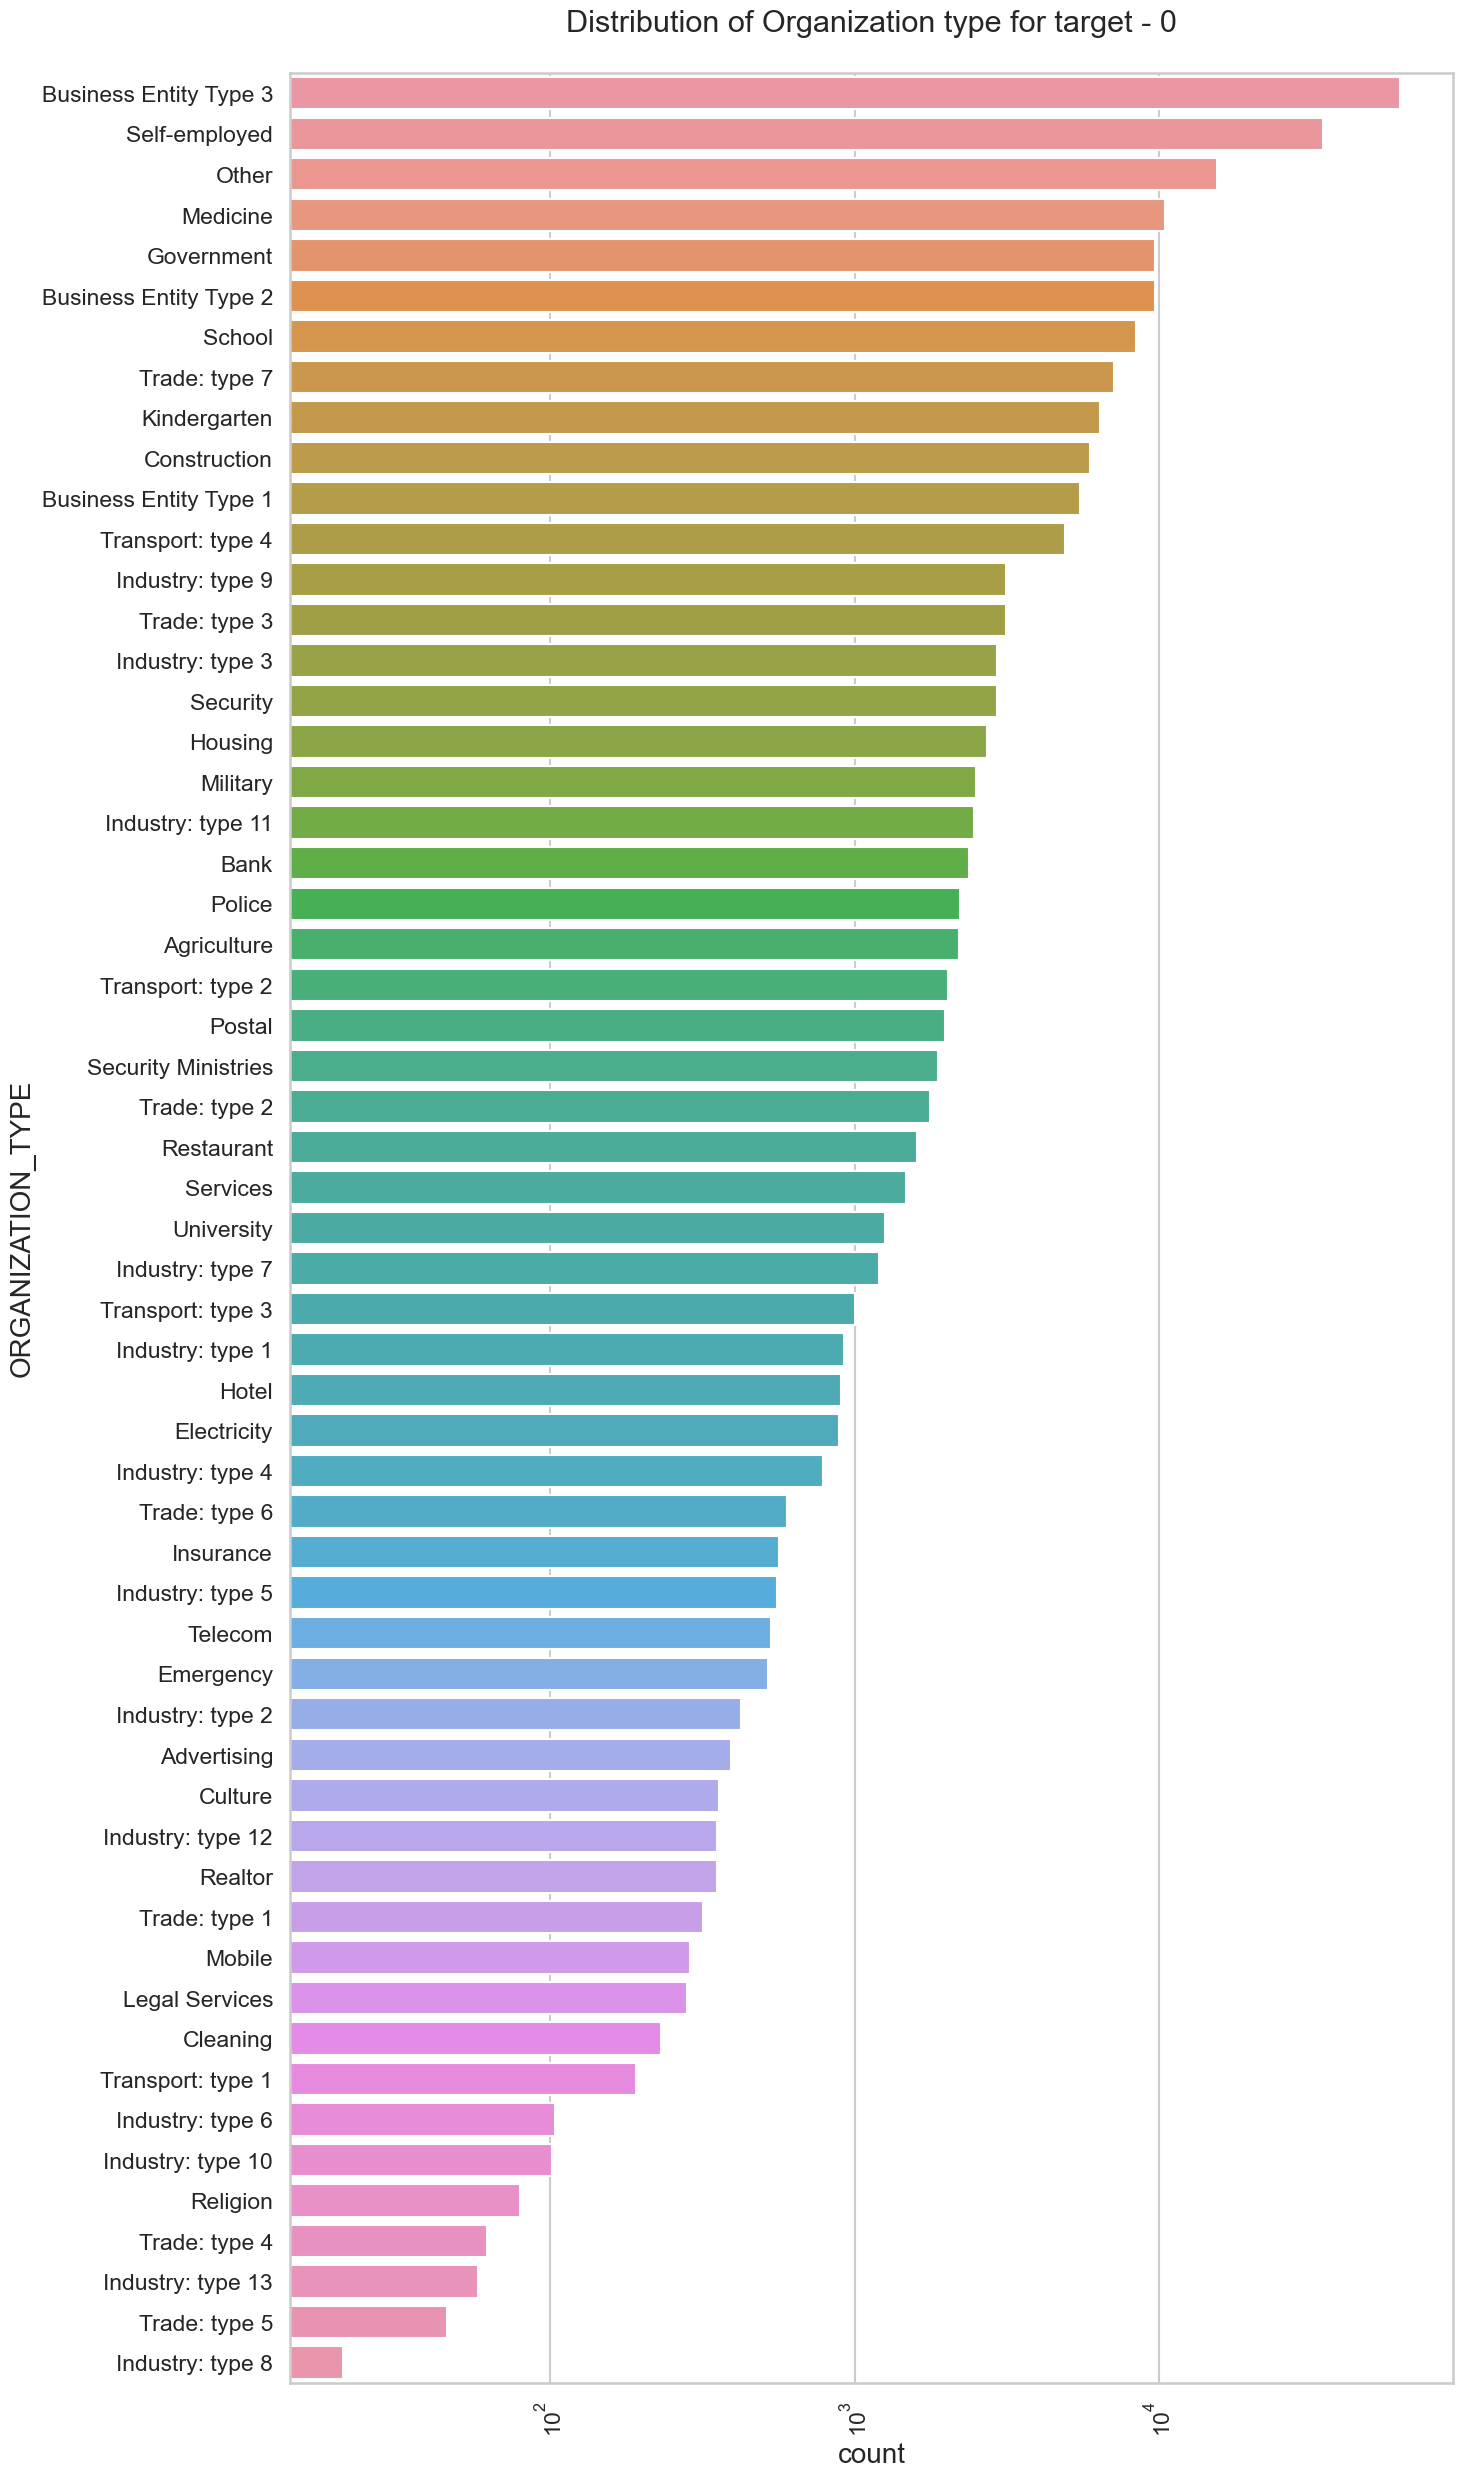 Distribution of Organization type for target - 0
Business Entity Type 3
Self-employed
Other
Medicine
Government
Business Entity Type 2
School
Trade: type 7
Kindergarten
Construction
Business Entity Type 1
Transport: type 4
Industry: type 9
Trade: type 3
Industry: type 3
Security
Housing
Military
Industry: type 11
Bank
Police
Agriculture
Transport: type 2
Postal
Security Ministries
Trade: type 2
Restaurant
Services
University
Industry: type 7
Transport: type 3
Industry: type 1
Hotel
Electricity
Industry: type 4
Trade: type 6
Insurance
Industry: type 5
Telecom
Emergency
Industry: type 2
Advertising
Culture
Industry: type 12
Realtor
Trade: type 1
Mobile
Legal Services
Cleaning
Transport: type 1
Industry: type 6
Industry: type 10
Religion
Trade: type 4
Industry: type 13
Trade: type 5
Industry: type 8
ORGANIZATION_TYPE
10²
10³
10⁴
count